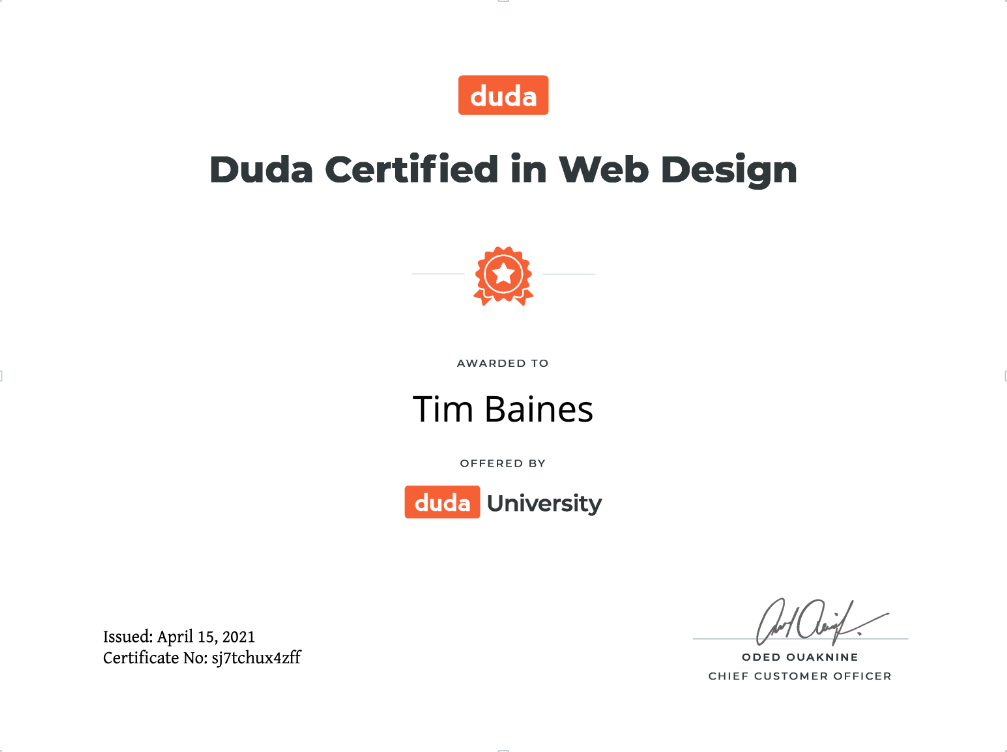 duda
Duda Certified in Web Design
AWARDED TO
Tim Baines
OFFERED BY
duda University
Issued: April 15, 2021
Certificate No: sj7tchux4zff
ODED OUAKNINE
CHIEF CUSTOMER OFFICER